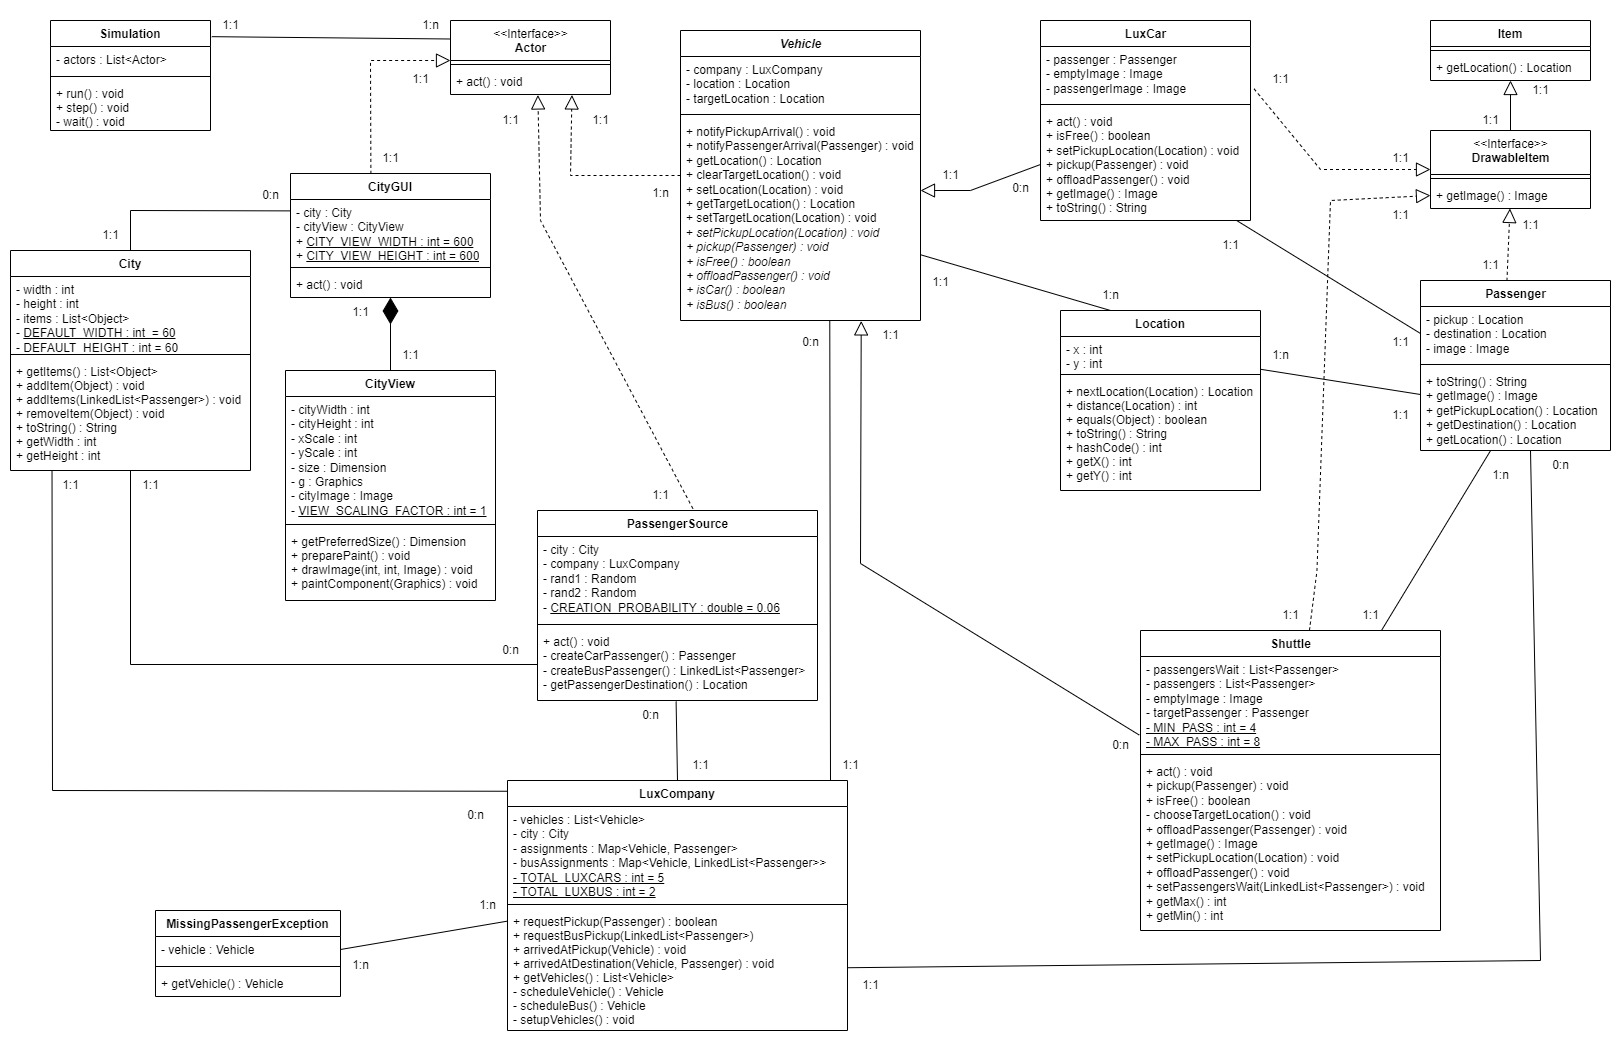 Simulation
- actors : List<Actor>
+ run() : void
+ step() : void
- wait() : void
1:1
1:n
<<Interface>>
Actor
+ act() : void
1:1
1:1
1:1
1:1
1:n
Vehicle
- company : LuxCompany
- location : Location
- targetLocation : Location
+ notifyPickupArrival() : void
+ notifyPassengerArrival(Passenger) : void
+ getLocation() : Location
+ clearTargetLocation() : void
+ setLocation(Location) : void
+ getTargetLocation() : Location
+ setTargetLocation(Location) : void
+ setPickupLocation(Location) : void
+ pickup(Passenger) : void
+ isFree() : boolean
+ offloadPassenger() : void
+ isCar() : boolean
+ isBus() : boolean
1:1
0:n
LuxCar
- passenger : Passenger
- emptyImage : Image
- passengerImage : Image
+ act() : void
+ isFree() : boolean
+ setPickupLocation(Location) : void
+ pickup(Passenger) : void
+ offloadPassenger() : void
+ getImage() : Image
+ toString() : String
1:1
1:1
1:1
Item
+ getLocation() : Location
1:1
1:1
<<Interface>>
DrawableItem
+ getImage() : Image
1:1
1:1
1:1
Passenger
- pickup : Location
- destination : Location
- image : Image
+ toString() : String
+ getImage() : Image
+ getPickupLocation() : Location
+ getDestination() : Location
+ getLocation() : Location
1:1
1:1
1:n
0:n
CityGUI
- city : City
- cityView : CityView
+ CITY_VIEW_WIDTH : int = 600
+ CITY_VIEW_HEIGHT : int = 600
+ act() : void
0:n
1:1
1:1
1:1
City
- width : int
- height : int
- items : List<Object>
- DEFAULT_WIDTH : int = 60
- DEFAULT_HEIGHT : int = 60
+ getItems() : List<Object>
+ addItem(Object) : void
+ addItems(LinkedList<Passenger>) : void
+ removeItem(Object) : void
+ toString() : String
+ getWidth : int
+ getHeight : int
1:1
1:1
CityView
- cityWidth : int
- cityHeight : int
- xScale : int
- yScale : int
- size : Dimension
- g : Graphics
- cityImage : Image
- VIEW_SCALING_FACTOR : int = 1
+ getPreferredSize() : Dimension
+ preparePaint() : void
+ drawImage(int, int, Image) : void
+ paintComponent(Graphics) : void
1:1
1:n
Location
- x : int
- y : int
+ nextLocation(Location) : Location
+ distance(Location) : int
+ equals(Object) : boolean
+ toString() : String
+ hashCode() : int
+ getX() : int
+ getY() : int
1:n
0:n
1:1
1:1
PassengerSource
- city : City
- company : LuxCompany
- rand1 : Random
- rand2 : Random
- CREATION_PROBABILITY : double = 0.06
+ act() : void
- createCarPassenger() : Passenger
- createBusPassenger() : LinkedList<Passenger>
- getPassengerDestination() : Location
0:n
0:n
1:1
1:1
1:1
1:1
0:n
Shuttle
- passengersWait : List<Passenger>
- passengers : List<Passenger>
- emptyImage : Image
- targetPassenger : Passenger
- MIN_PASS : int = 4
- MAX_PASS : int = 8
+ act() : void
+ pickup(Passenger) : void
+ isFree() : boolean
- chooseTargetLocation() : void
+ offloadPassenger(Passenger) : void
+ getImage() : Image
+ setPickupLocation(Location) : void
+ offloadPassenger() : void
+ setPassengersWait(LinkedList<Passenger>) : void
+ getMax() : int
+ getMin() : int
0:n
LuxCompany
- vehicles : List<Vehicle>
- city : City
- assignments : Map<Vehicle, Passenger>
- busAssignments : Map<Vehicle, LinkedList<Passenger>>
- TOTAL_LUXCARS : int = 5
- TOTAL_LUXBUS : int = 2
+ requestPickup(Passenger) : boolean
+ requestBusPickup(LinkedList<Passenger>)
+ arrivedAtPickup(Vehicle) : void
+ arrivedAtDestination(Vehicle, Passenger) : void
+ getVehicles() : List<Vehicle>
- scheduleVehicle() : Vehicle
- scheduleBus() : Vehicle
- setupVehicles() : void
1:n
1:1
MissingPassengerException
- vehicle : Vehicle
+ getVehicle() : Vehicle
1:n